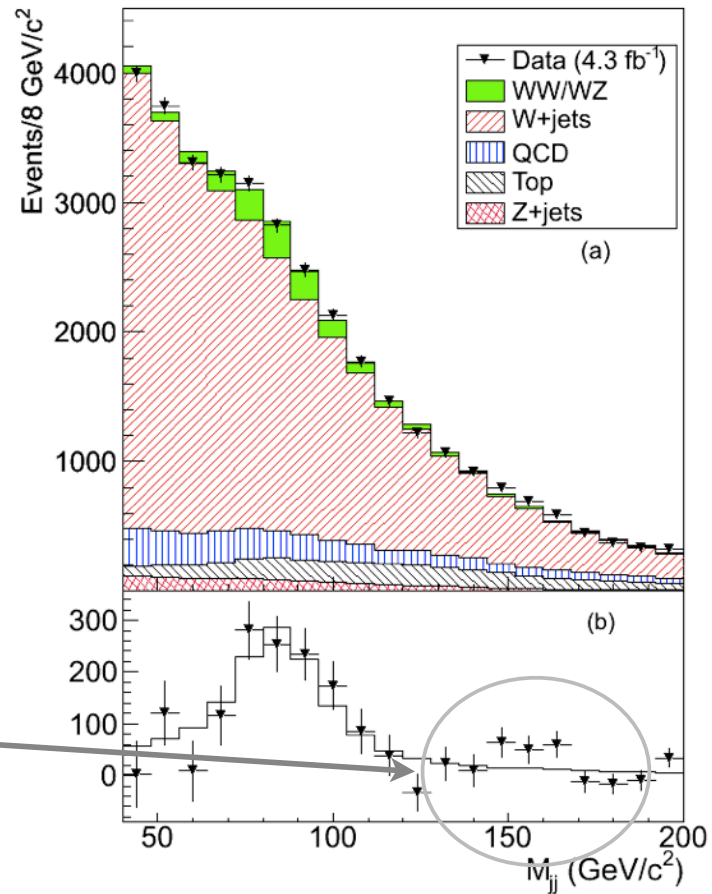 Events/8 GeV/c²
4000
3000
2000
1000
Data (4.3 fb⁻¹)
WW/WZ
W+jets
QCD
Top
Z+jets
(a)
(b)
300
200
100
0
50
100
150
200
M_jj (GeV/c²)